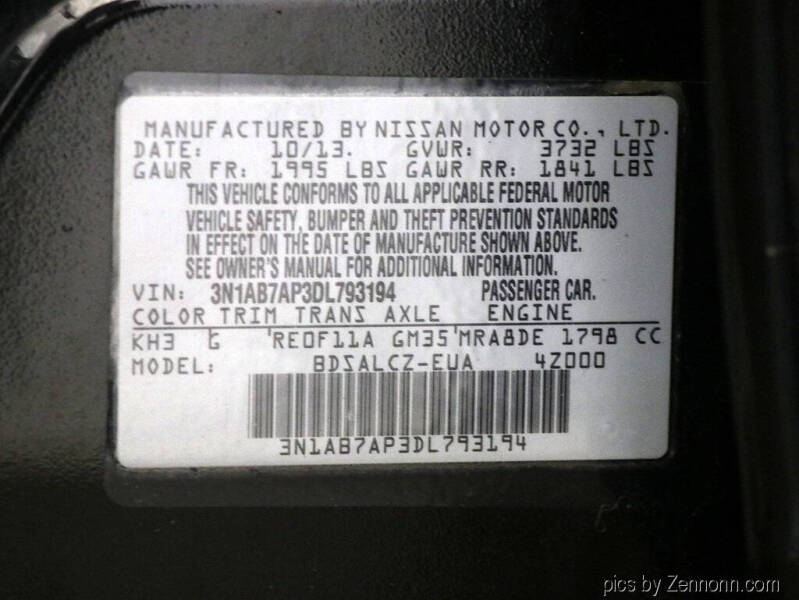 MANUFACTURED BY NISSAN MOTOR CO., LTD.
DATE: 10/13. GVWR: 3732 LBS
GAWR FR: 1995 LBS GAWR RR: 1841 LBS
THIS VEHICLE CONFORMS TO ALL APPLICABLE FEDERAL MOTOR
VEHICLE SAFETY, BUMPER AND THEFT PREVENTION STANDARDS
IN EFFECT ON THE DATE OF MANUFACTURE SHOWN ABOVE.
SEE OWNER'S MANUAL FOR ADDITIONAL INFORMATION.
VIN: 3N1AB7AP3DL793194 PASSENGER CAR.
COLOR TRIM TRANS AXLE ENGINE
KH3 G 'RE0F11A GM35'MRA8DE 1798 CC
MODEL: BDSALCZ-EUA 4Z000
3N1AB7AP3DL793194
pics by Zennonn.com